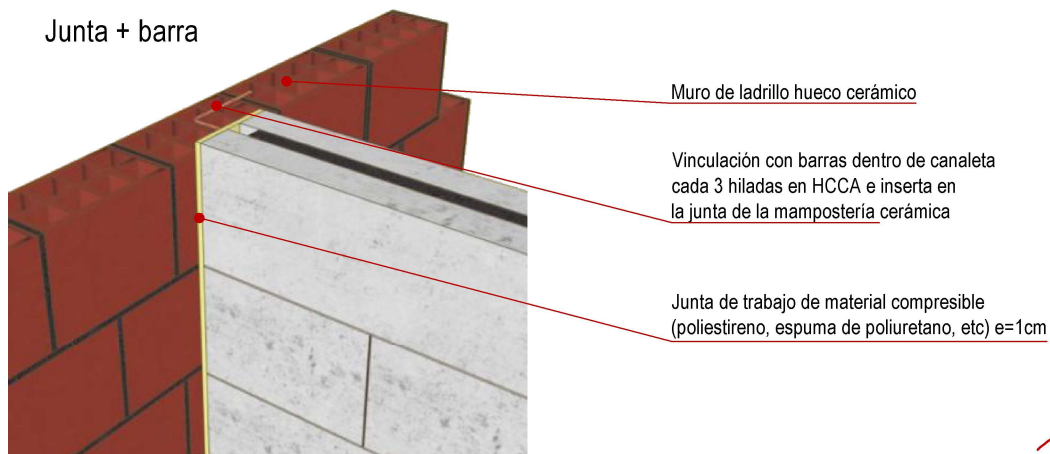 Junta + barra
Muro de ladrillo hueco cerámico
Vinculación con barras dentro de canaleta
cada 3 hiladas en HCCA e inserta en
la junta de la mampostería cerámica
Junta de trabajo de material compresible
(poliestireno, espuma de poliuretano, etc) e=1cm